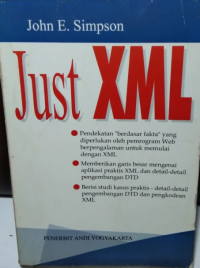 John E. Simpson
Just XML
Pendekatan "berdasar fakta" yang
diperlukan oleh pemrogram Web
berpengalaman untuk memulai
dengan XML
Memberikan garis besar mengenai
aplikasi praktis XML dan detail-detail
pengembangan DTD
Berisi studi kasus praktis - detail-detail
pengembangan DTD dan pengkodean
XML
PENERBIT ANDI YOGYAKARTA